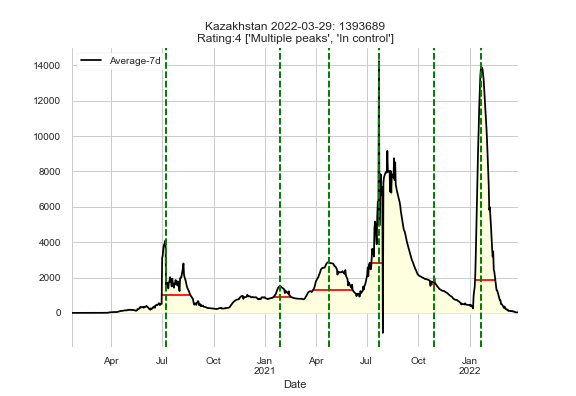 Kazakhstan 2022-03-29: 1393689
Rating:4 ['Multiple peaks', 'In control']
Average-7d
14000
12000
10000
8000
6000
4000
2000
0
Apr Jul Oct Jan Apr Jul Oct Jan
2021 2022
Date